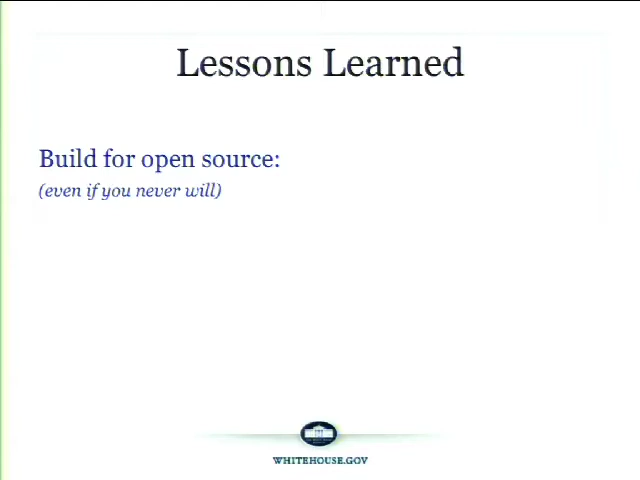 Lessons Learned
Build for open source:
(even if you never will)
WHITEHOUSE.GOV